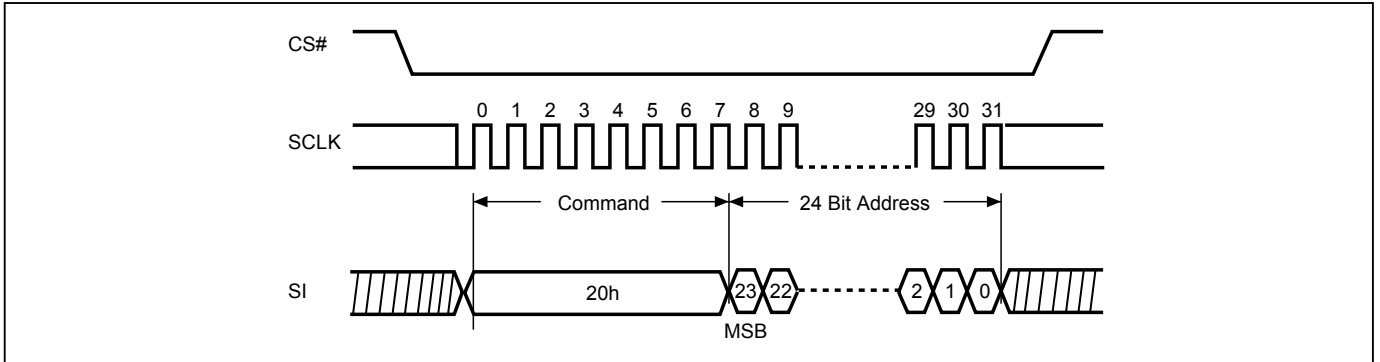 CS#
0 1 2 3 4 5 6 7 8 9 29 30 31
SCLK
Command 24 Bit Address
SI 20h 23 22 2 1 0
MSB